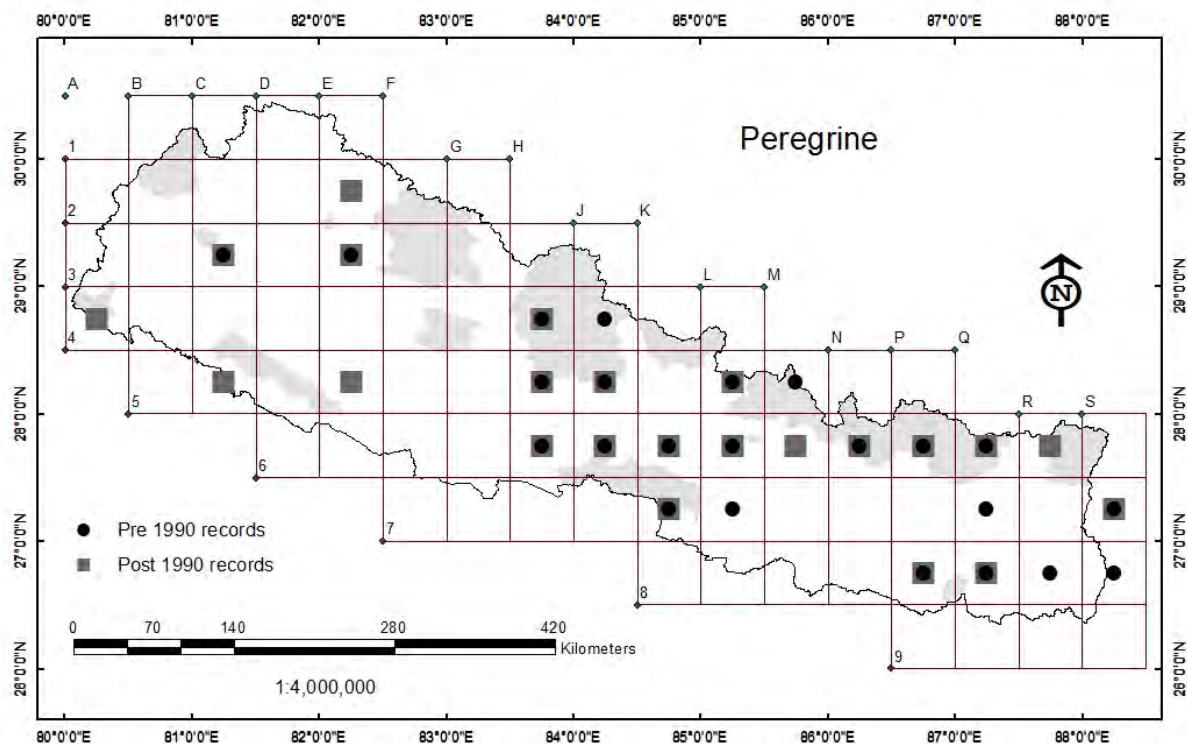 80°0'0"E 81°0'0"E 82°0'0"E 83°0'0"E 84°0'0"E 85°0'0"E 86°0'0"E 87°0'0"E 88°0'0"E
A B C D E F
Peregrine
1 G H
30°0'0"N 30°0'0"N
2 J K
29°0'0"N 29°0'0"N
3 L M
N
4 N P Q
28°0'0"N 28°0'0"N
5 R S
6
Pre 1990 records
7
27°0'0"N 27°0'0"N
Post 1990 records
8
0 70 140 280 420
Kilometers
9
26°0'0"N 26°0'0"N
1:4,000,000
80°0'0"E 81°0'0"E 82°0'0"E 83°0'0"E 84°0'0"E 85°0'0"E 86°0'0"E 87°0'0"E 88°0'0"E